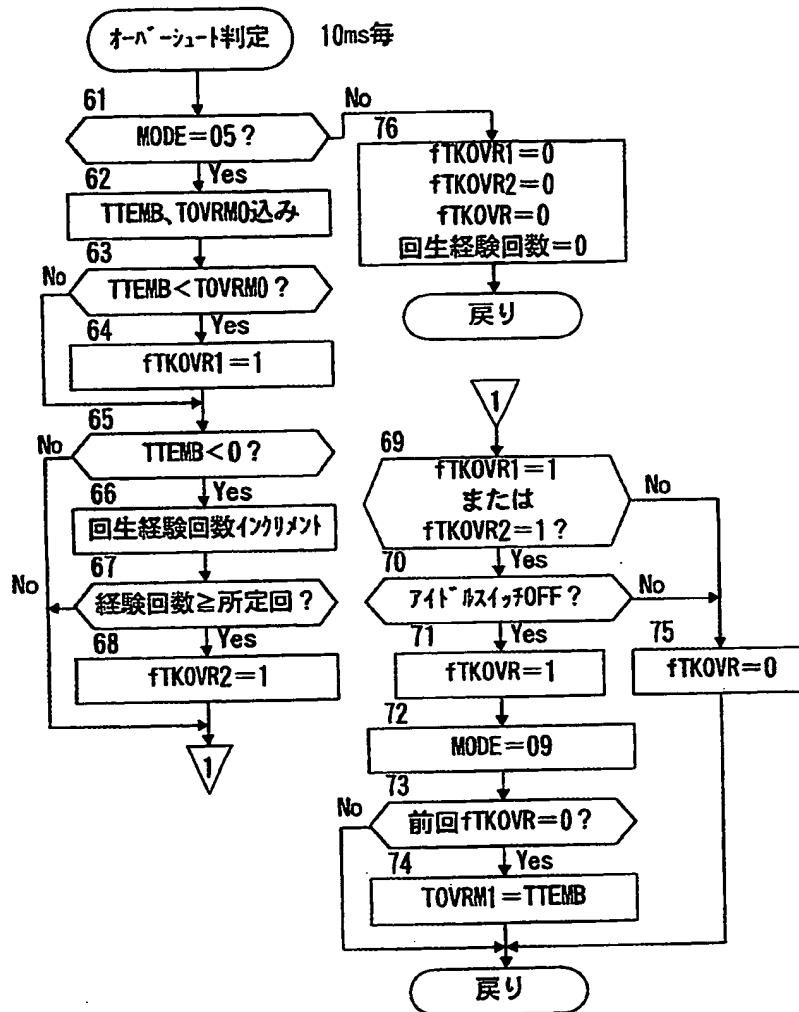 オーバーシュート判定
10ms毎
61
MODE=05?
No
Yes
62
TTEMB、TOVRM0込み
63
No
TTEMB<TOVRM0?
Yes
64
fTKOVR1=1
65
No
TTEMB<0?
Yes
66
回生経験回数インクリメント
67
No
経験回数≧所定回?
Yes
68
fTKOVR2=1
1
76
fTKOVR1=0
fTKOVR2=0
fTKOVR=0
回生経験回数=0
戻り
1
69
fTKOVR1=1
または
fTKOVR2=1?
No
Yes
70
アイドルスイッチOFF?
No
Yes
71
fTKOVR=1
75
fTKOVR=0
72
MODE=09
73
No
前回fTKOVR=0?
Yes
74
TOVRM1=TTEMB
戻り